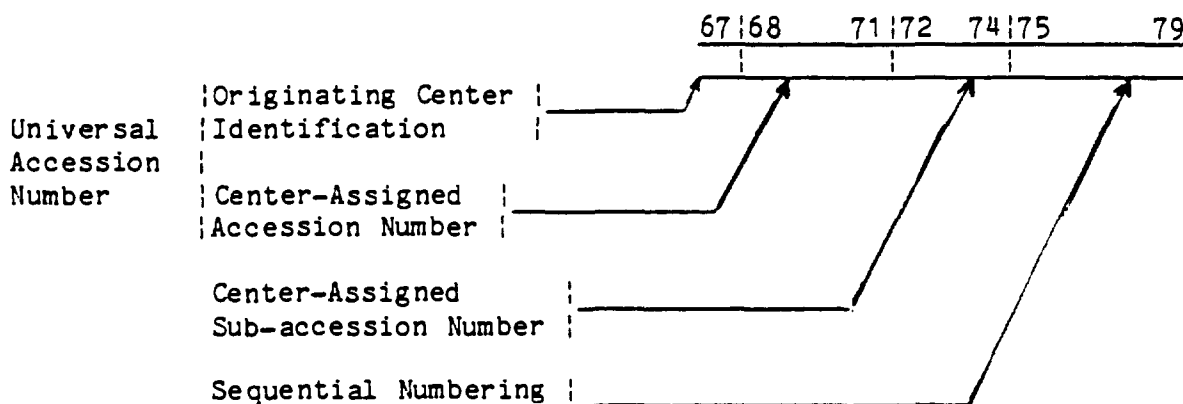 67¦68 71¦72 74¦75 79
¦Originating Center ¦
Universal ¦Identification ¦
Accession ¦
Number ¦Center-Assigned ¦
¦Accession Number ¦
Center-Assigned ¦
Sub-accession Number ¦
Sequential Numbering ¦